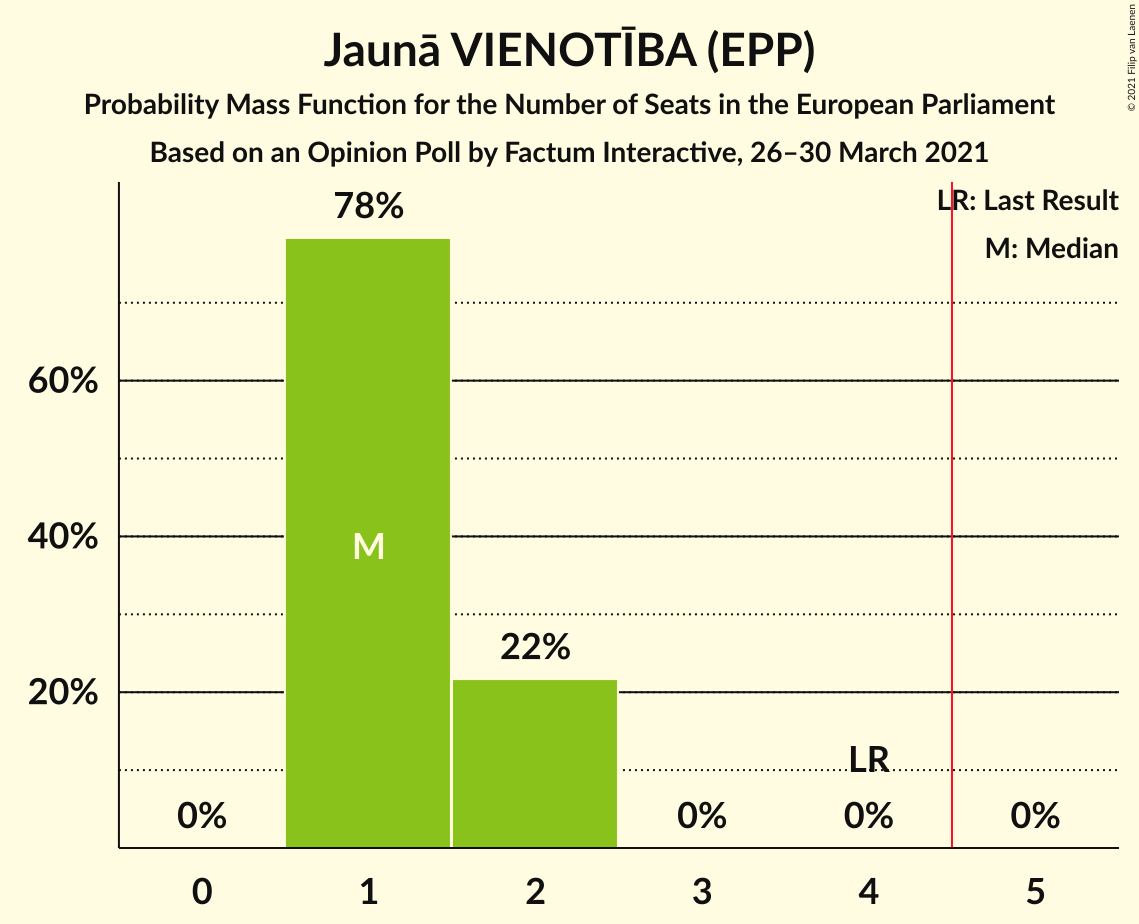 Jaunā VIENOTĪBA (EPP)
Probability Mass Function for the Number of Seats in the European Parliament
Based on an Opinion Poll by Factum Interactive, 26–30 March 2021
© 2021 Filip van Laenen
LR: Last Result
M: Median
78%
60%
40%
M
22%
20%
LR
0%
0%
0%
0%
0
1
2
3
4
5